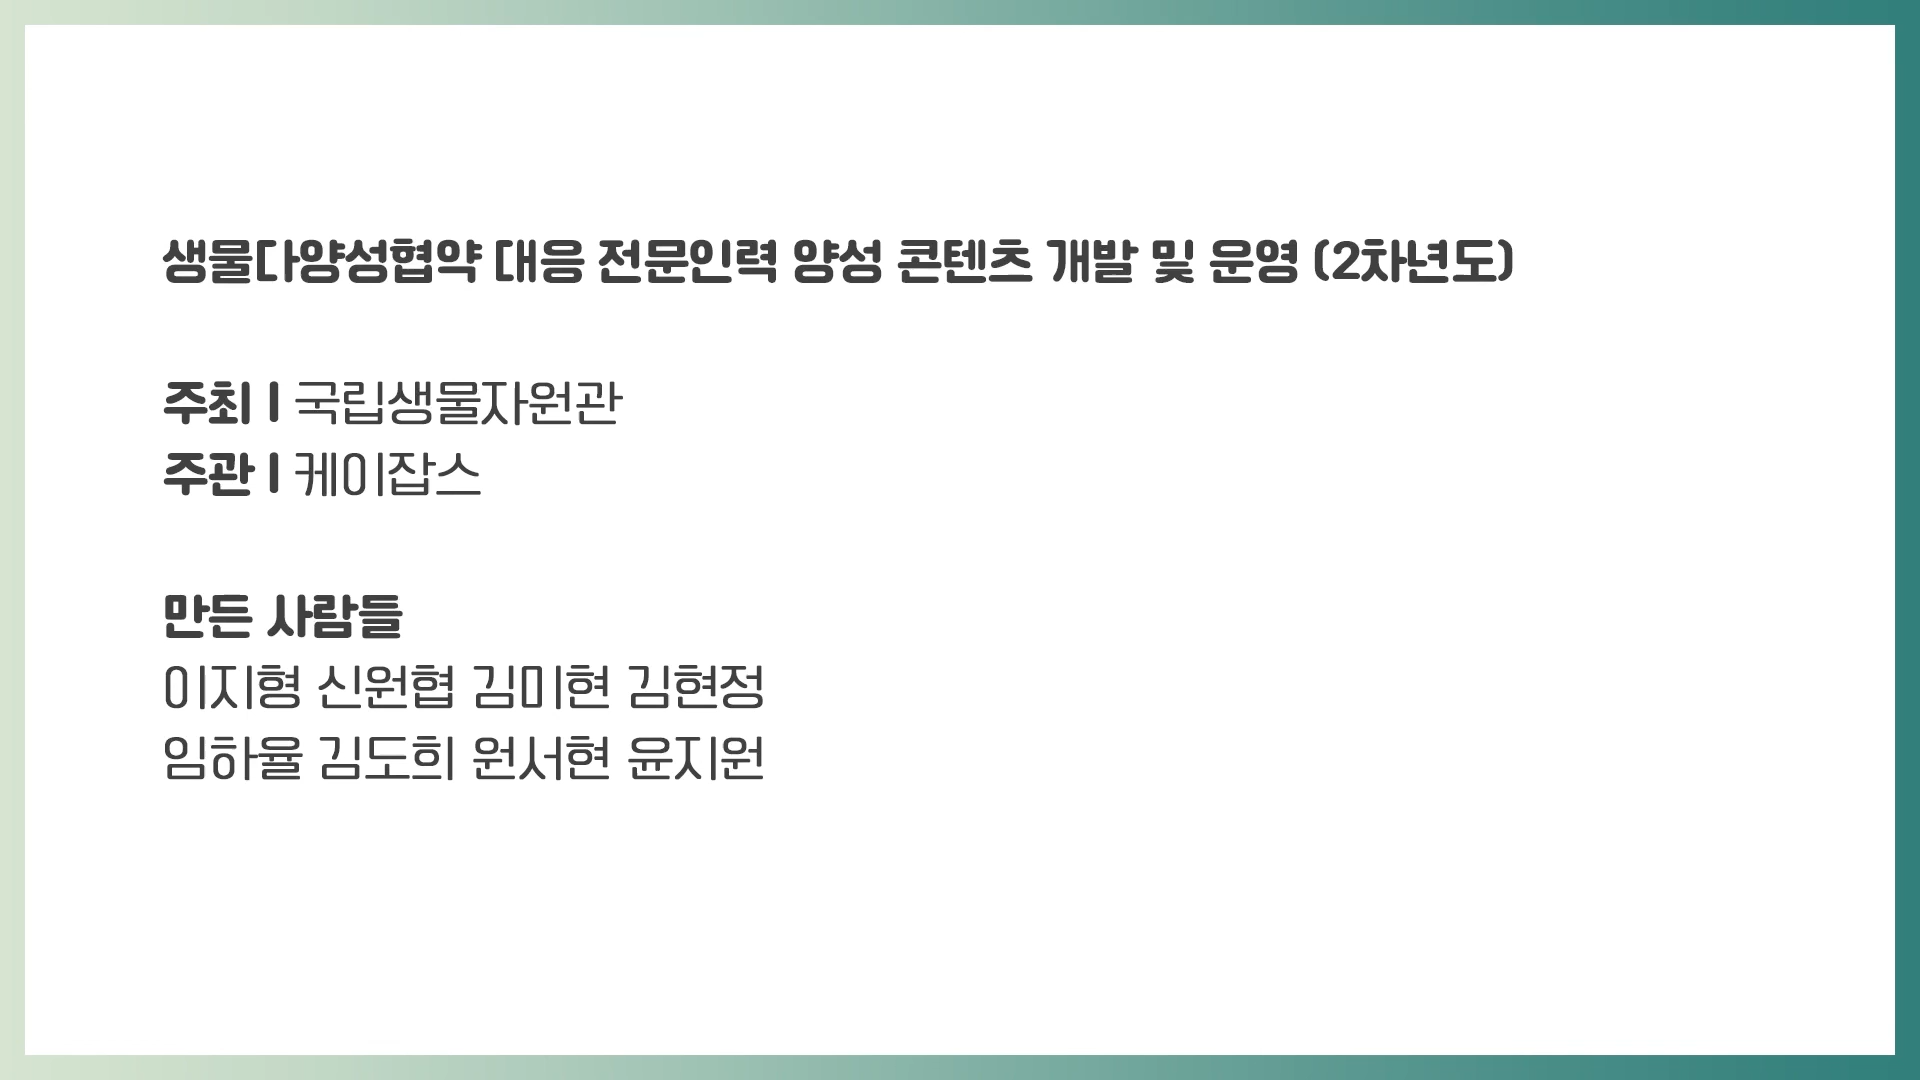 생물다양성협약 대응 전문인력 양성 콘텐츠 개발 및 운영 (2차년도)
주최 | 국립생물자원관
주관 | 케이잡스
만든 사람들
이지형 신원협 김미현 김현정
임하율 김도희 원서현 윤지원